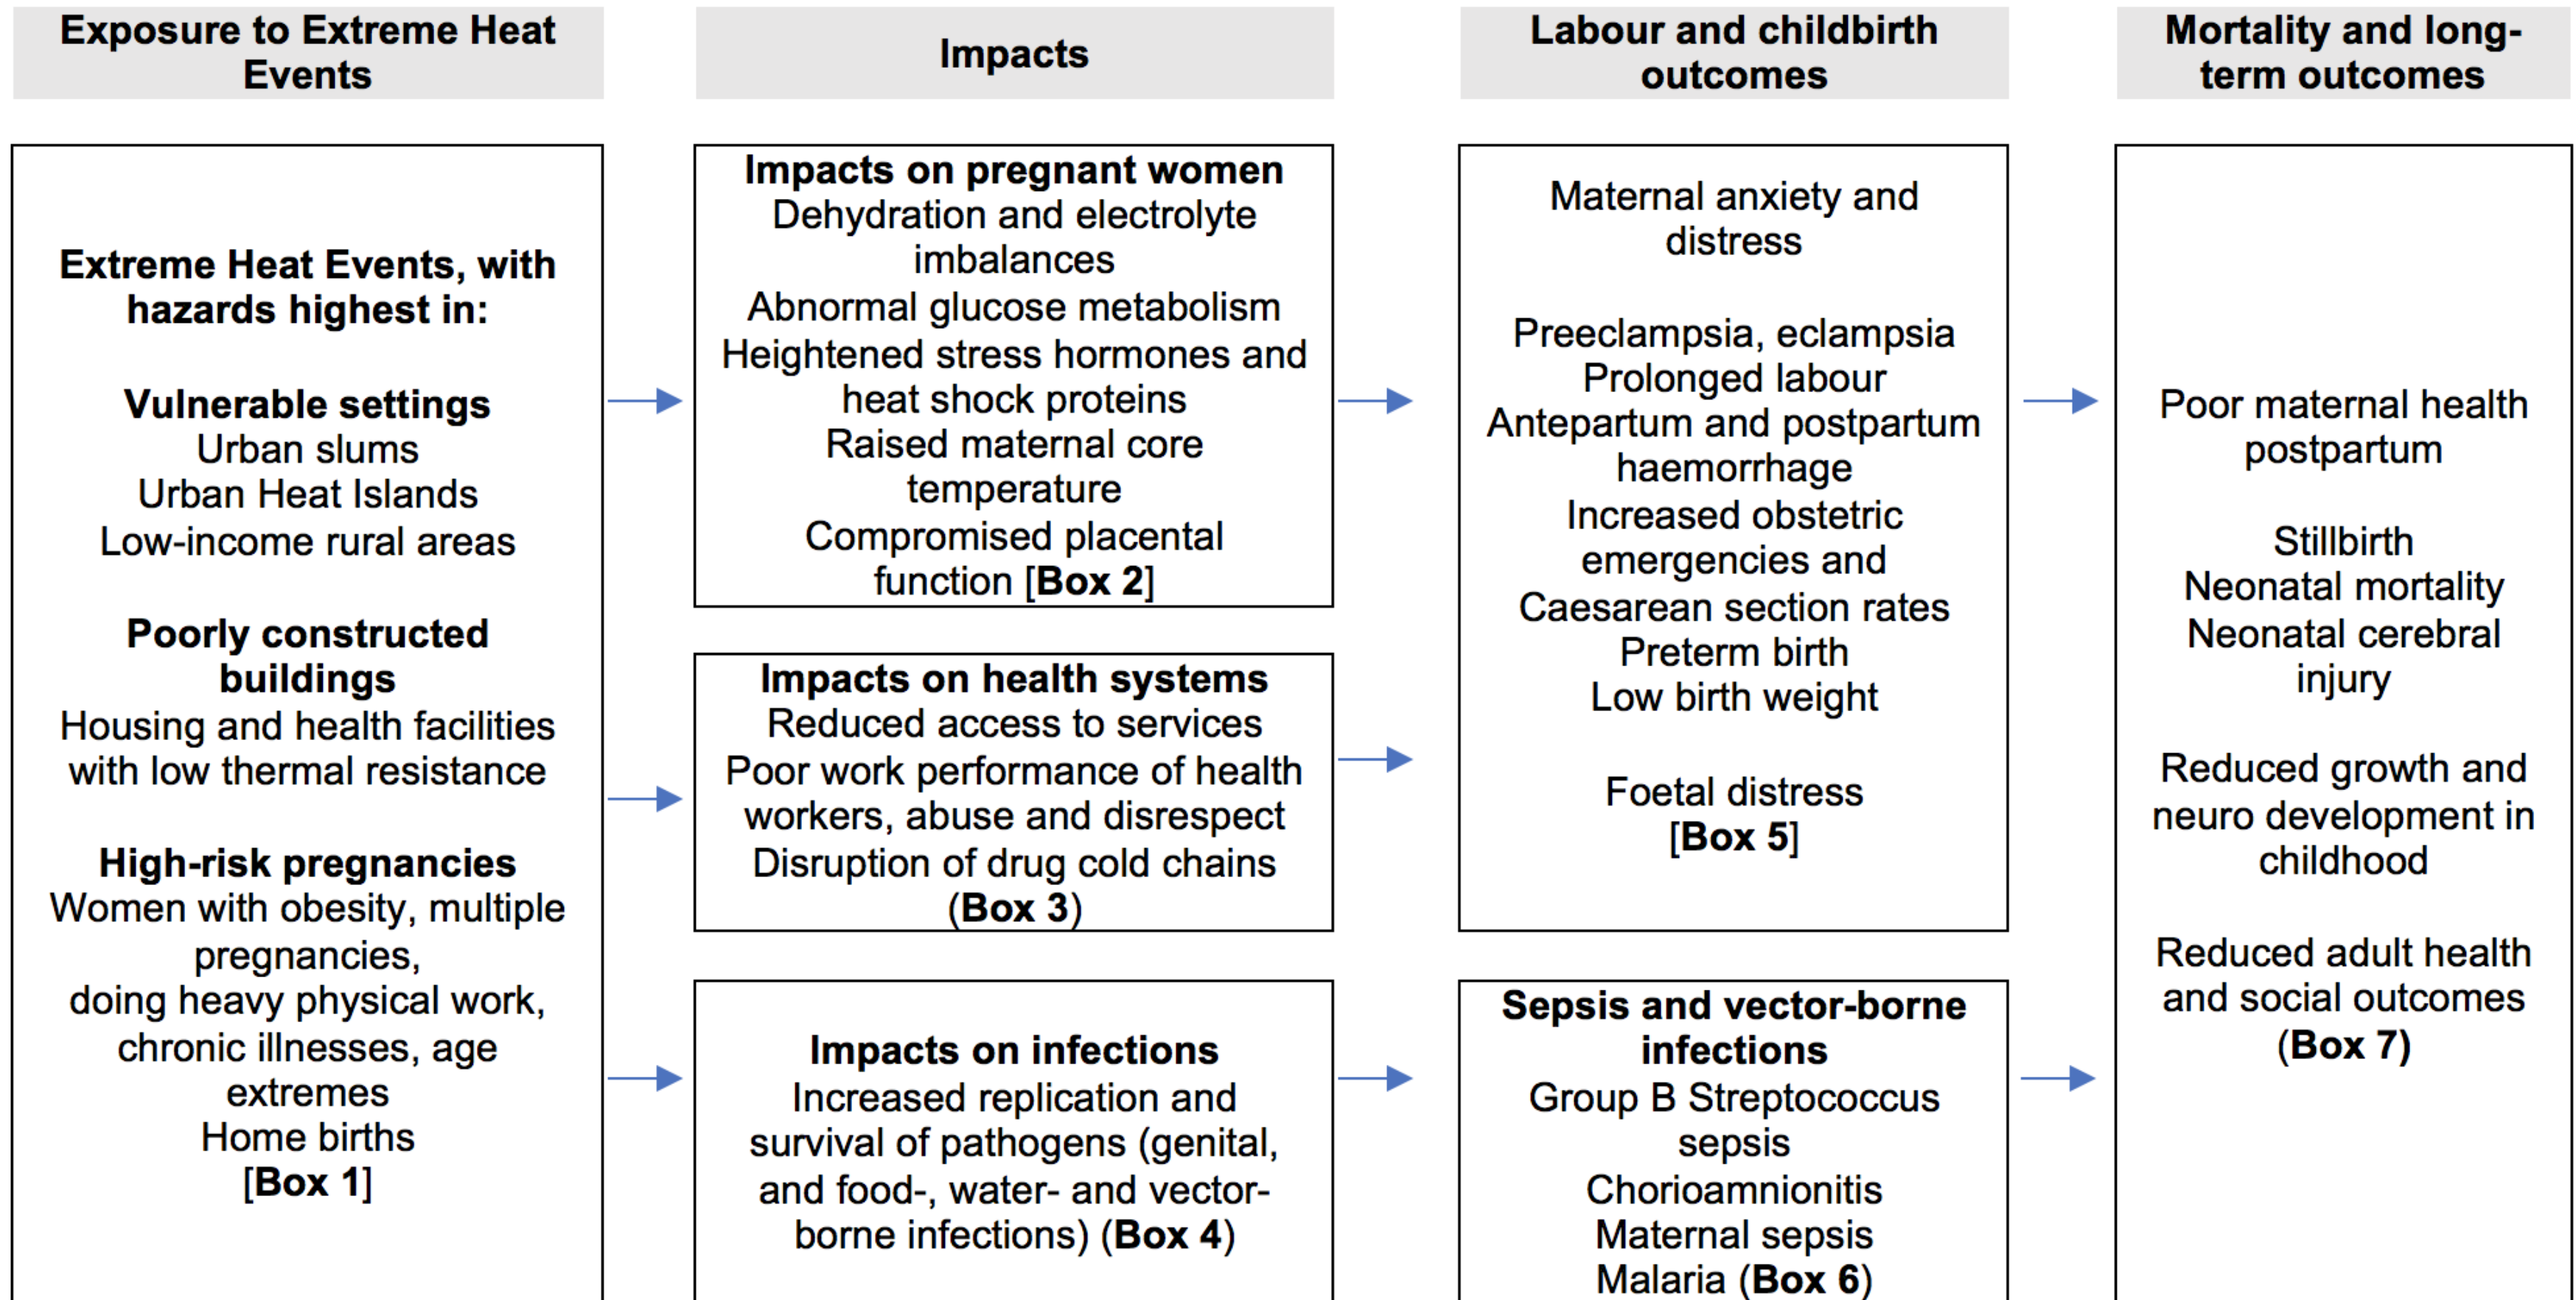 Exposure to Extreme Heat
Events
Impacts
Labour and childbirth
outcomes
Mortality and long-
term outcomes
Extreme Heat Events, with
hazards highest in:
Vulnerable settings
Urban slums
Urban Heat Islands
Low-income rural areas
Poorly constructed
buildings
Housing and health facilities
with low thermal resistance
High-risk pregnancies
Women with obesity, multiple
pregnancies,
doing heavy physical work,
chronic illnesses, age
extremes
Home births
[Box 1]
Impacts on pregnant women
Dehydration and electrolyte
imbalances
Abnormal glucose metabolism
Heightened stress hormones and
heat shock proteins
Raised maternal core
temperature
Compromised placental
function [Box 2]
Impacts on health systems
Reduced access to services
Poor work performance of health
workers, abuse and disrespect
Disruption of drug cold chains
(Box 3)
Impacts on infections
Increased replication and
survival of pathogens (genital,
and food-, water- and vector-
borne infections) (Box 4)
Maternal anxiety and
distress
Preeclampsia, eclampsia
Prolonged labour
Antepartum and postpartum
haemorrhage
Increased obstetric
emergencies and
Caesarean section rates
Preterm birth
Low birth weight
Foetal distress
[Box 5]
Sepsis and vector-borne
infections
Group B Streptococcus
sepsis
Chorioamnionitis
Maternal sepsis
Malaria (Box 6)
Poor maternal health
postpartum
Stillbirth
Neonatal mortality
Neonatal cerebral
injury
Reduced growth and
neuro development in
childhood
Reduced adult health
and social outcomes
(Box 7)